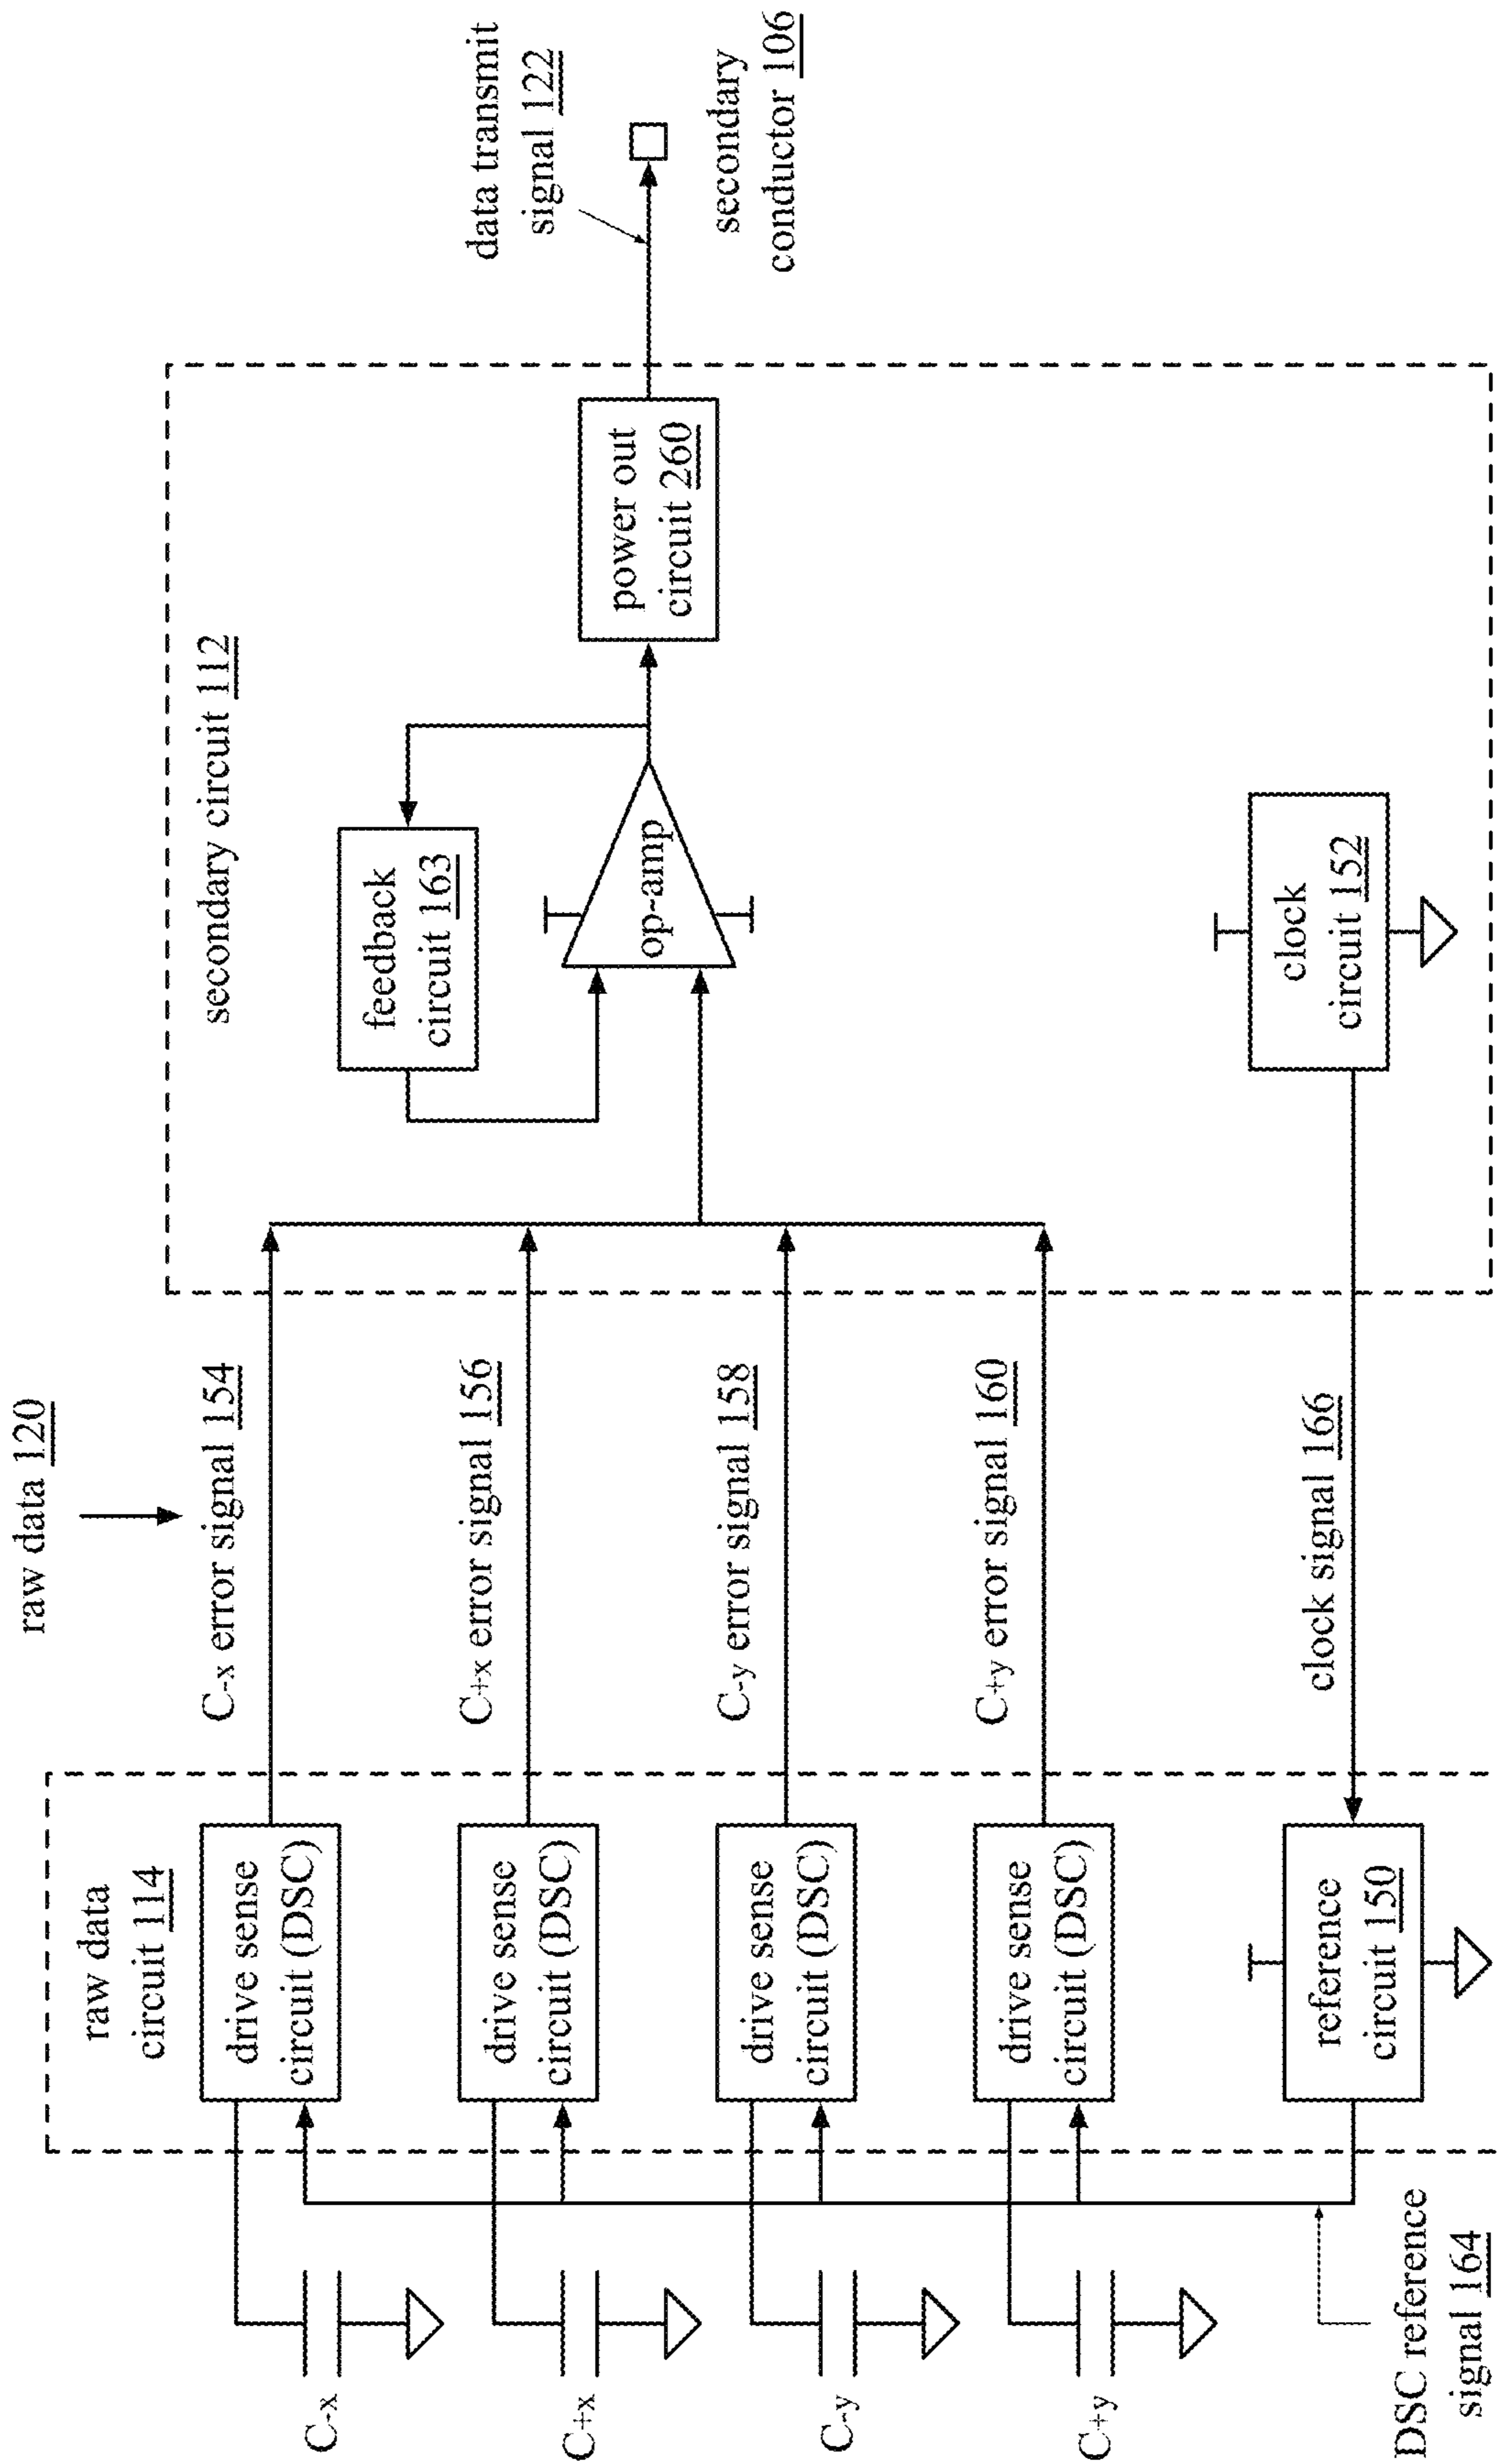 raw data 120
raw data
circuit 114
secondary circuit 112
C-x
drive sense
circuit (DSC)
C-x error signal 154
feedback
circuit 163
data transmit
signal 122
C+x
drive sense
circuit (DSC)
C+x error signal 156
op-amp
power out
circuit 260
secondary
conductor 106
C-y
drive sense
circuit (DSC)
C-y error signal 158
C+y
drive sense
circuit (DSC)
C+y error signal 160
DSC reference
signal 164
reference
circuit 150
clock signal 166
clock
circuit 152